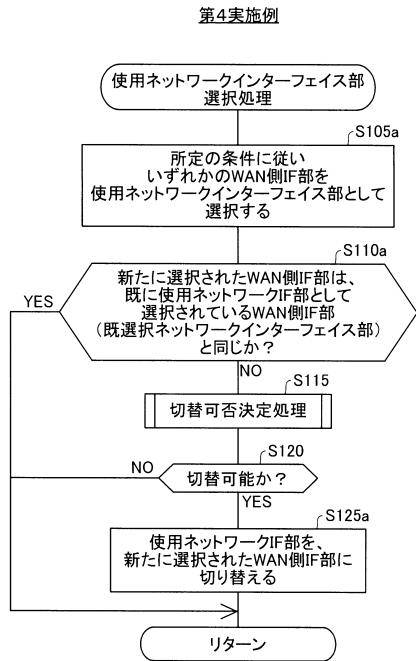 第4実施例
使用ネットワークインターフェイス部
選択処理
S105a
所定の条件に従い
いずれかのWAN側IF部を
使用ネットワークインターフェイス部として
選択する
S110a
新たに選択されたWAN側IF部は、
既に使用ネットワークIF部として
選択されているWAN側IF部
(既選択ネットワークインターフェイス部)
と同じか?
YES
NO
S115
切替可否決定処理
S120
切替可能か?
NO
YES
S125a
使用ネットワークIF部を、
新たに選択されたWAN側IF部に
切り替える
リターン